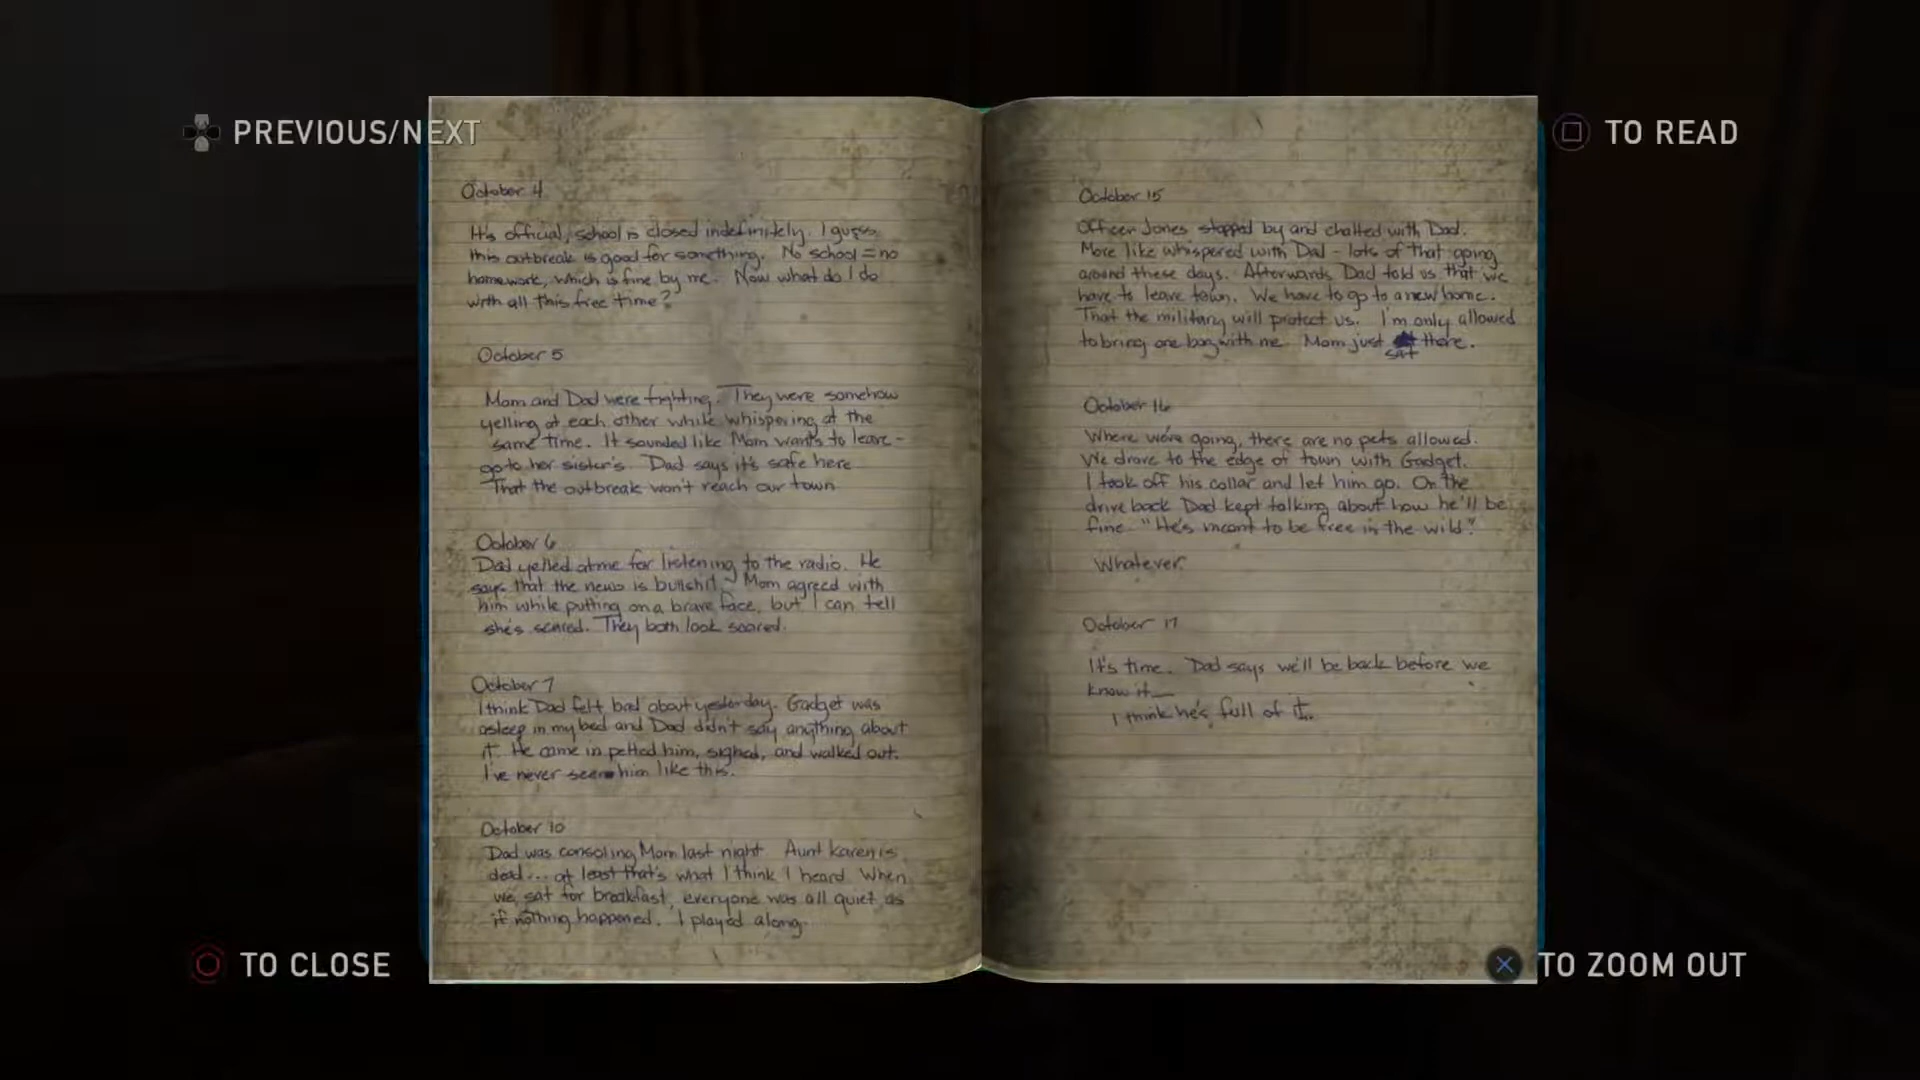 PREVIOUS/NEXT
TO READ
October 4
It's official, school is closed indefinitely. I guess
this outbreak is good for something. No school = no
homework, which is fine by me. Now what do I do
with all this free time?
October 5
Mom and Dad were fighting. They were somehow
yelling at each other while whispering at the
same time. It sounded like Mom wants to leave -
go to her sister's. Dad says it's safe here
That the outbreak won't reach our town
October 6
Dad yelled at me for listening to the radio. He
says that the news is bullshit. Mom agreed with
him while putting on a brave face, but I can tell
she's scared. They both look scared.
October 7
I think Dad felt bad about yesterday. Gadget was
asleep in my bed and Dad didn't say anything about
it. He came in petted him, sighed, and walked out.
I've never seen him like this.
October 10
Dad was consoling Mom last night Aunt Karen is
dead... at least that's what I think I heard. When
we sat for breakfast, everyone was all quiet as
if nothing happened. I played along.
October 15
Officer Jones stopped by and chatted with Dad.
More like whispered with Dad - lots of that going
around these days. Afterwards Dad told us that we
have to leave town. We have to go to a new home.
That the military will protect us. I'm only allowed
to bring one bag with me. Mom just sat there.
October 16
Where we're going, there are no pets allowed.
We drove to the edge of town with Gadget.
I took off his collar and let him go. On the
drive back Dad kept talking about how he'll be
fine. "He's meant to be free in the wild."
Whatever.
October 17
It's time. Dad says we'll be back before we
know it
I think he's full of it.
TO CLOSE
TO ZOOM OUT